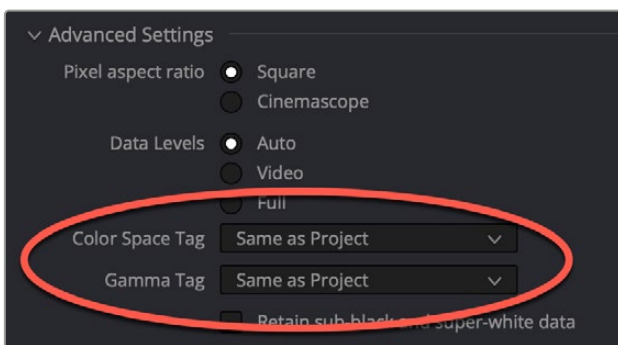 Advanced Settings
Pixel aspect ratio Square
Cinemascope
Data Levels Auto
Video
Full
Color Space Tag Same as Project
Gamma Tag Same as Project
Retain sub-black and super-white data